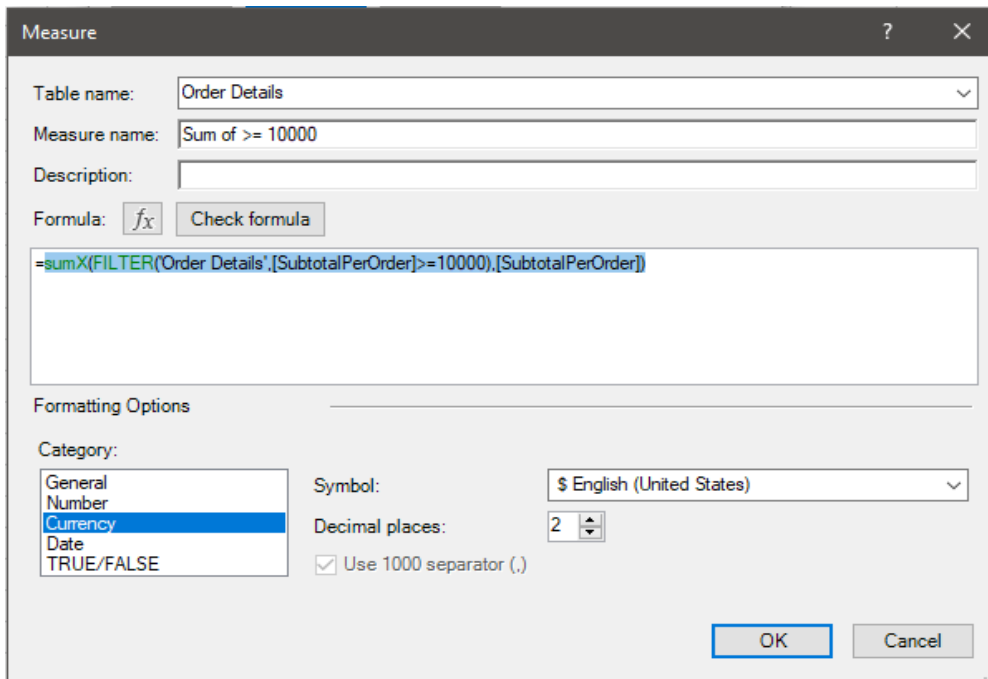 Measure
?
Table name: Order Details
Measure name: Sum of >= 10000
Description:
Formula: fx Check formula
=sumX(FILTER('Order Details',[SubtotalPerOrder]>=10000),[SubtotalPerOrder])
Formatting Options
Category:
General
Number
Currency
Date
TRUE/FALSE
Symbol: $ English (United States)
Decimal places: 2
Use 1000 separator (,)
OK Cancel